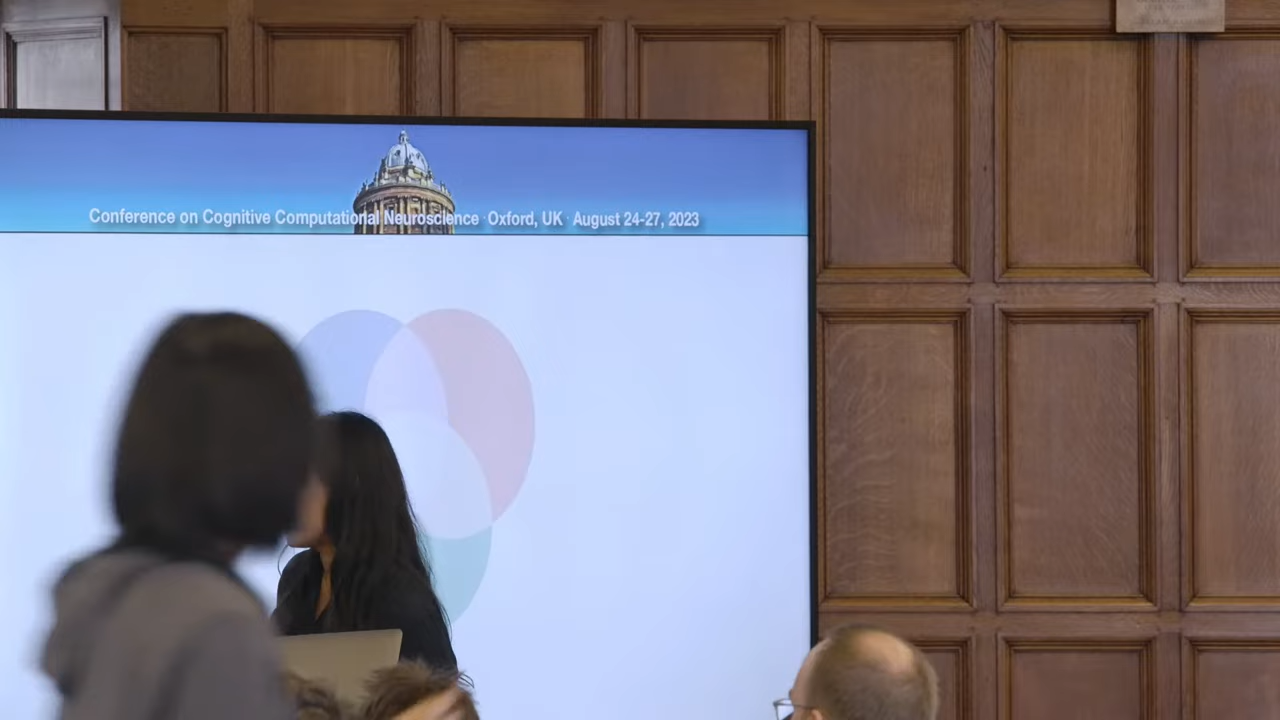 Conference on Cognitive Computational Neuroscience · Oxford, UK · August 24-27, 2023